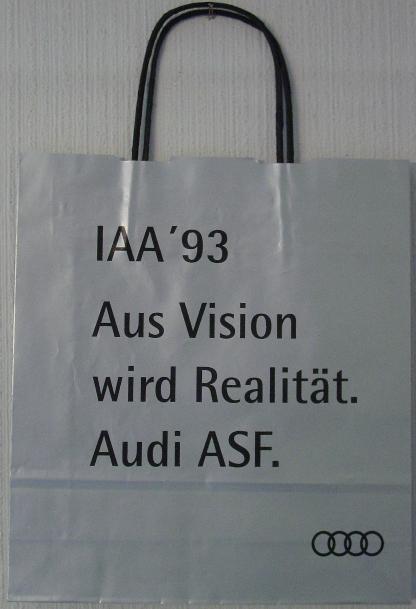 IAA ´93
Aus Vision
wird Realität.
Audi ASF.